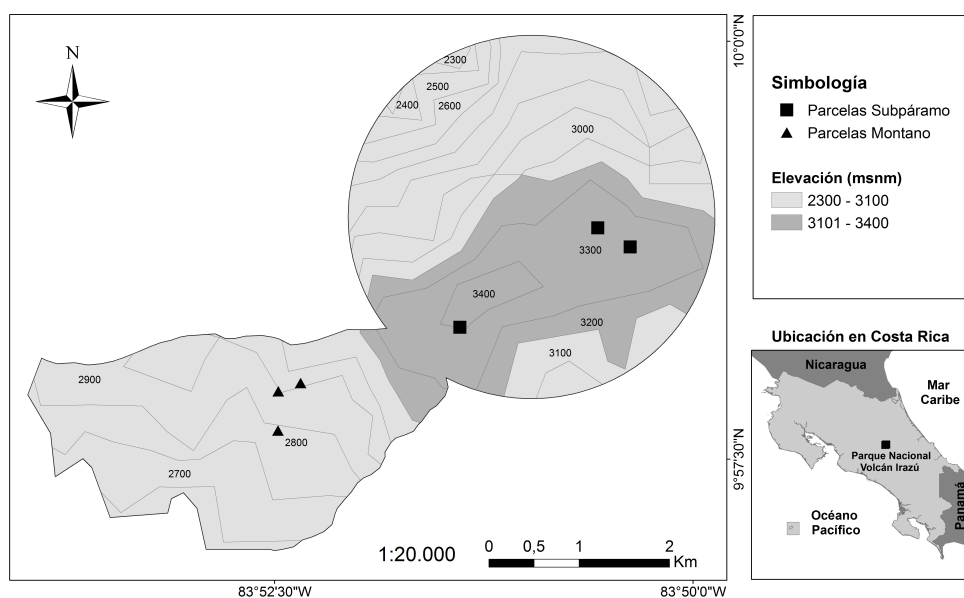 N
2300
2500
2400
2600
3000
3300
3400
3200
3100
2900
2800
2700
1:20.000
0 0,5 1 2
Km
83°52'30"W
83°50'0"W
10°0'0"N
9°57'30"N
Simbología
Parcelas Subpáramo
Parcelas Montano
Elevación (msnm)
2300 - 3100
3101 - 3400
Ubicación en Costa Rica
Nicaragua
Mar
Caribe
Parque Nacional
Volcán Irazú
Océano
Pacífico
Panamá